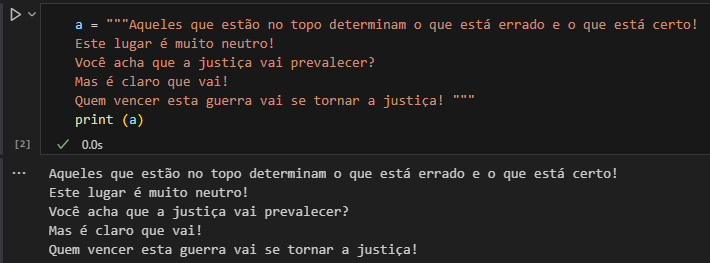 a = """Aqueles que estão no topo determinam o que está errado e o que está certo!
Este lugar é muito neutro!
Você acha que a justiça vai prevalecer?
Mas é claro que vai!
Quem vencer esta guerra vai se tornar a justiça! """
print (a)
[2]
0.0s
...
Aqueles que estão no topo determinam o que está errado e o que está certo!
Este lugar é muito neutro!
Você acha que a justiça vai prevalecer?
Mas é claro que vai!
Quem vencer esta guerra vai se tornar a justiça!